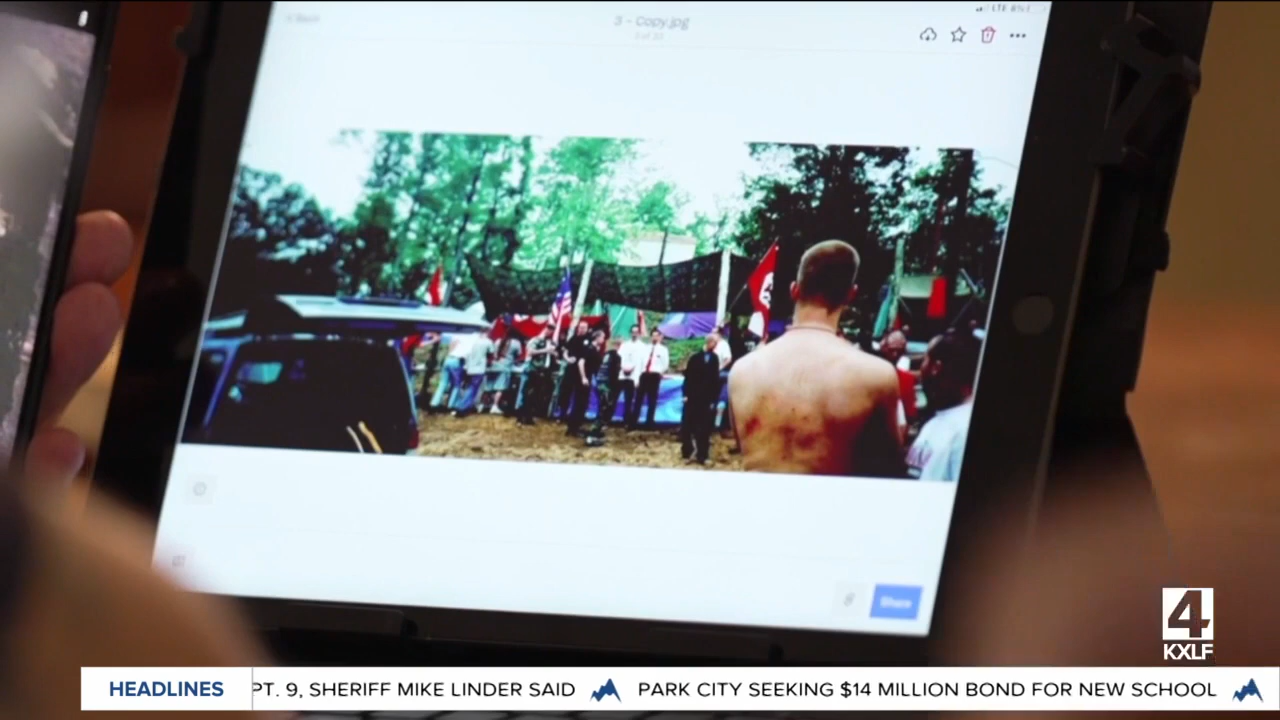 3 - Copy.jpg
Share
4
KXLF
HEADLINES
PT. 9, SHERIFF MIKE LINDER SAID
PARK CITY SEEKING $14 MILLION BOND FOR NEW SCHOOL